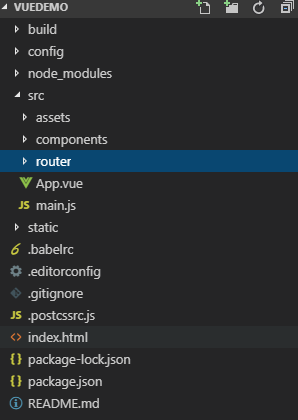 VUEDEMO
build
config
node_modules
src
assets
components
router
App.vue
JS main.js
static
.babelrc
.editorconfig
.gitignore
JS .postcssrc.js
<> index.html
{} package-lock.json
{} package.json
README.md